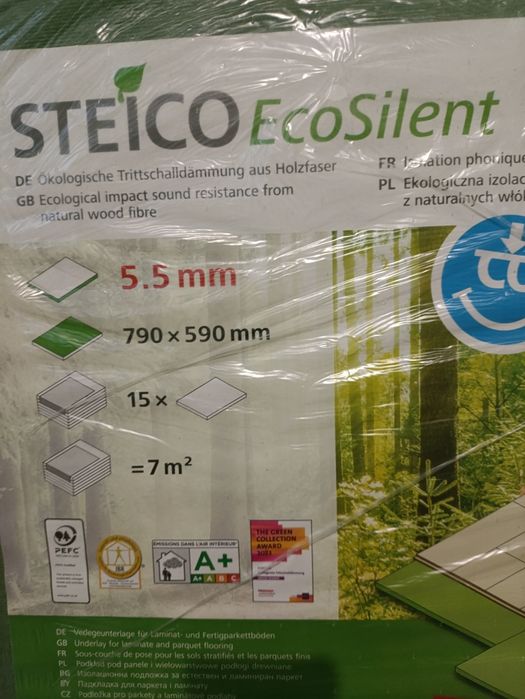 STEICO EcoSilent
DE Ökologische Trittschalldämmung aus Holzfaser
GB Ecological impact sound resistance from
natural wood fibre
FR Isolation phonique
PL Ekologiczna izolac
z naturalnych włók
5.5 mm
790 × 590 mm
15 ×
= 7 m²
PEFC
IBR
ÉMISSIONS DANS L'AIR INTÉRIEUR
A+
A+ A B C
THE GREEN
COLLECTION
AWARD
DE Verlegeunterlage für Laminat- und Fertigparkettböden
GB Underlay for laminate and parquet flooring
FR Sous-couche de pose pour les sols stratifiés et les parquets finis
PL Podkład pod panele i wielowarstwowe podłogi drewniane
BG Изолационна подложка за естествен и ламиниран паркет
BY Падкладка для паркета і ламінату
CZ Podložka pro parkety a laminátové podlahy